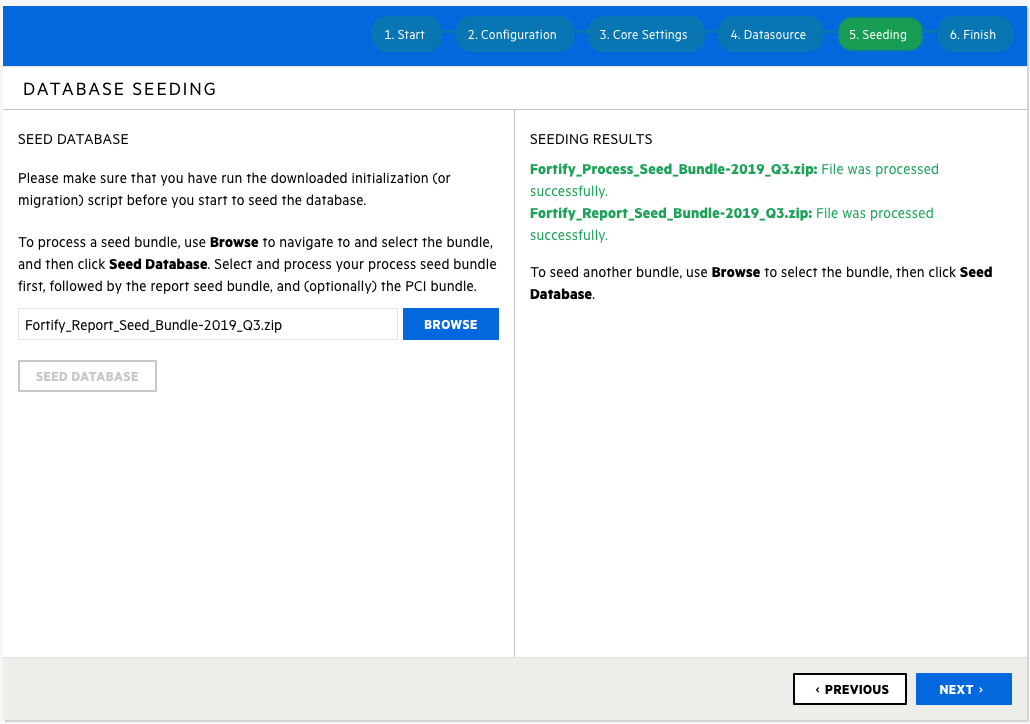 1. Start
2. Configuration
3. Core Settings
4. Datasource
5. Seeding
6. Finish
DATABASE SEEDING
SEED DATABASE
Please make sure that you have run the downloaded initialization (or
migration) script before you start to seed the database.
To process a seed bundle, use Browse to navigate to and select the bundle,
and then click Seed Database. Select and process your process seed bundle
first, followed by the report seed bundle, and (optionally) the PCI bundle.
Fortify_Report_Seed_Bundle-2019_Q3.zip
BROWSE
SEED DATABASE
SEEDING RESULTS
Fortify_Process_Seed_Bundle-2019_Q3.zip: File was processed
successfully.
Fortify_Report_Seed_Bundle-2019_Q3.zip: File was processed
successfully.
To seed another bundle, use Browse to select the bundle, then click Seed
Database.
‹ PREVIOUS
NEXT ›